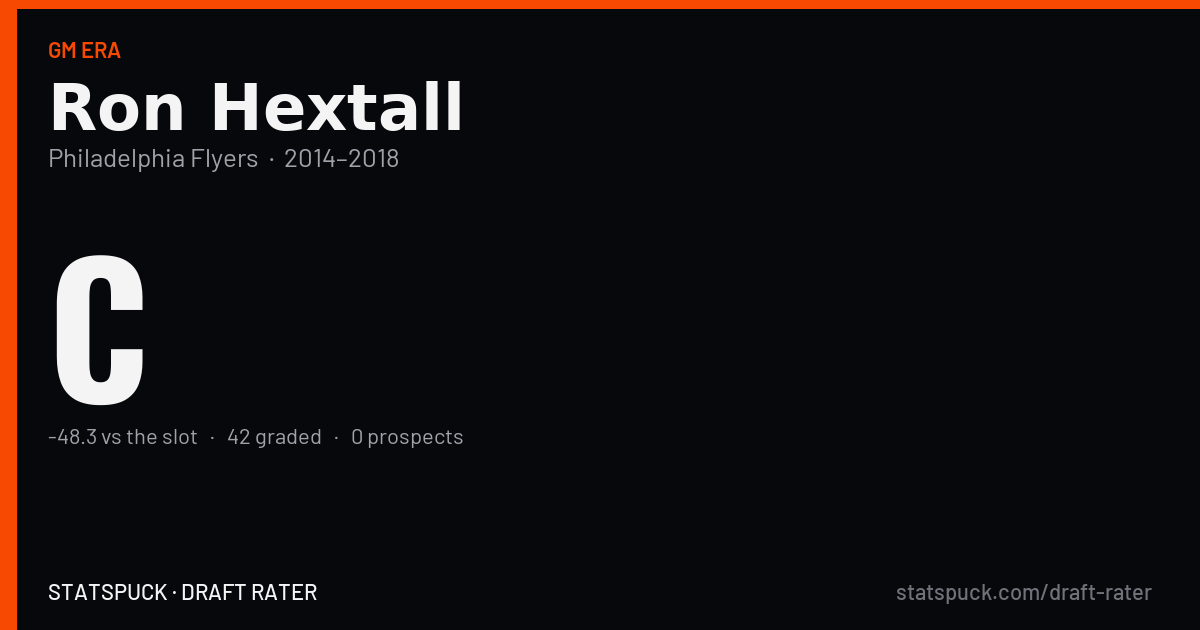 GM ERA
Ron Hextall
Philadelphia Flyers · 2014–2018
C
-48.3 vs the slot · 42 graded · 0 prospects
STATSPUCK · DRAFT RATER
statspuck.com/draft-rater